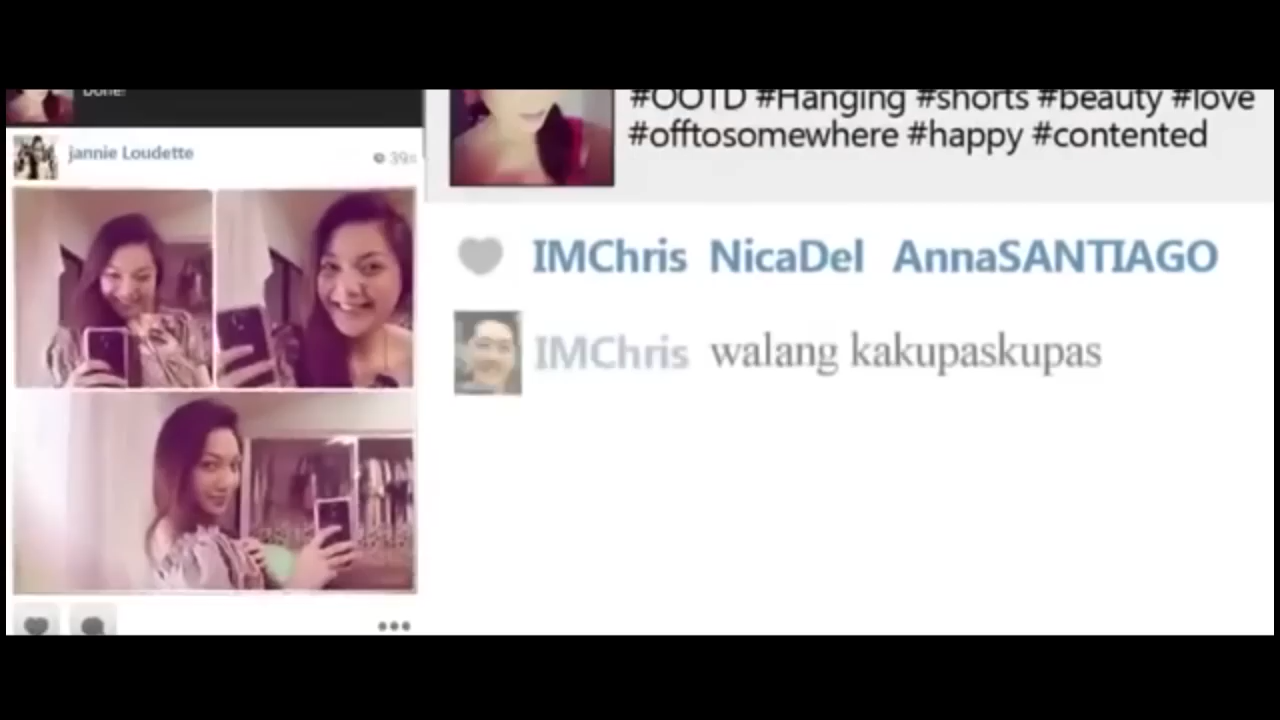 Done!
jannie Loudette
39s
#OOTD #Hanging #shorts #beauty #love
#offtosomewhere #happy #contented
IMChris NicaDel AnnaSANTIAGO
IMChris walang kakupaskupas